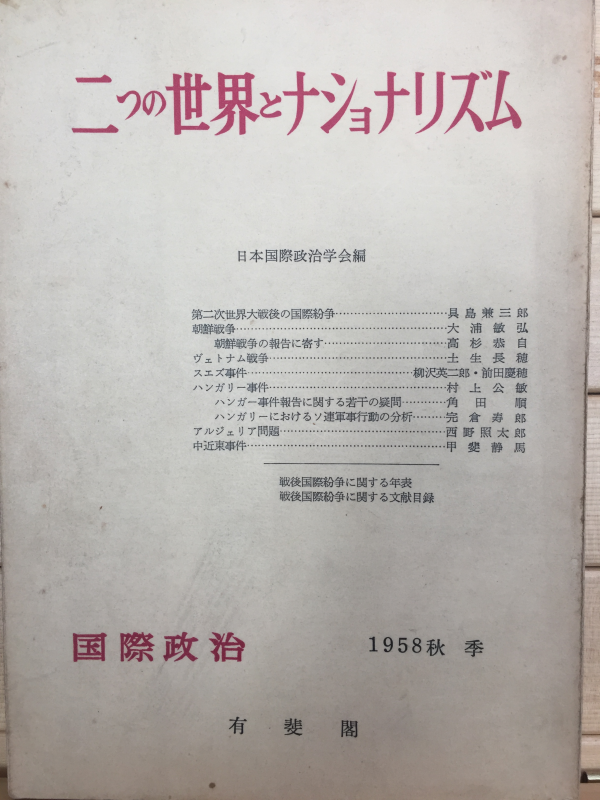 二つの世界とナショナリズム
日本国際政治学会編
第二次世界大戦後の国際紛争…………………………具島兼三郎
朝鮮戦争…………………………………………………大浦敏弘
朝鮮戦争の報告に寄す……………………………高杉恭自
ヴェトナム戦争…………………………………………土生長穂
スエズ事件…………………………………柳沢英二郎・前田慶穂
ハンガリー事件…………………………………………村上公敏
ハンガー事件報告に関する若干の疑問…………角田順
ハンガリーにおけるソ連軍事行動の分析………宍倉寿郎
アルジェリア問題………………………………………西野照太郎
中近東事件………………………………………………甲斐静馬
戦後国際紛争に関する年表
戦後国際紛争に関する文献目録
国際政治 1958秋季
有斐閣